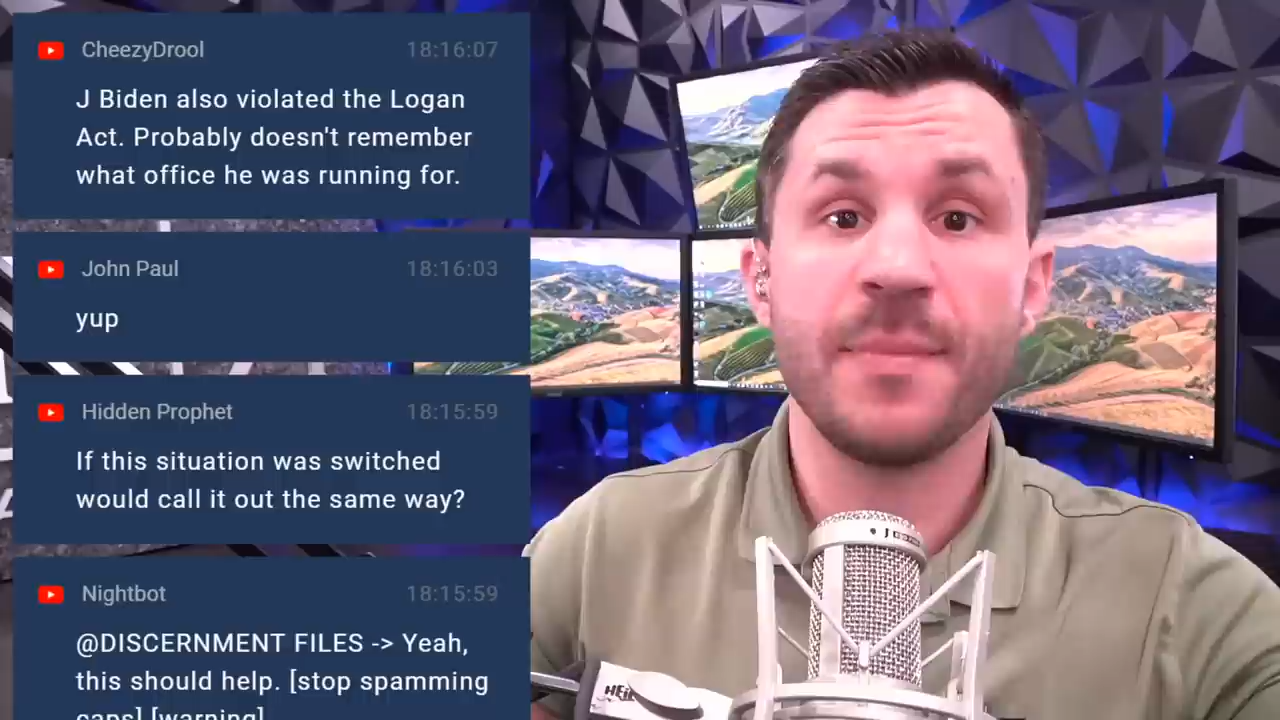 CheezyDrool 18:16:07
J Biden also violated the Logan
Act. Probably doesn't remember
what office he was running for.
John Paul 18:16:03
yup
Hidden Prophet 18:15:59
If this situation was switched
would call it out the same way?
Nightbot 18:15:59
@DISCERNMENT FILES -> Yeah,
this should help. [stop spamming
caps] [warning]